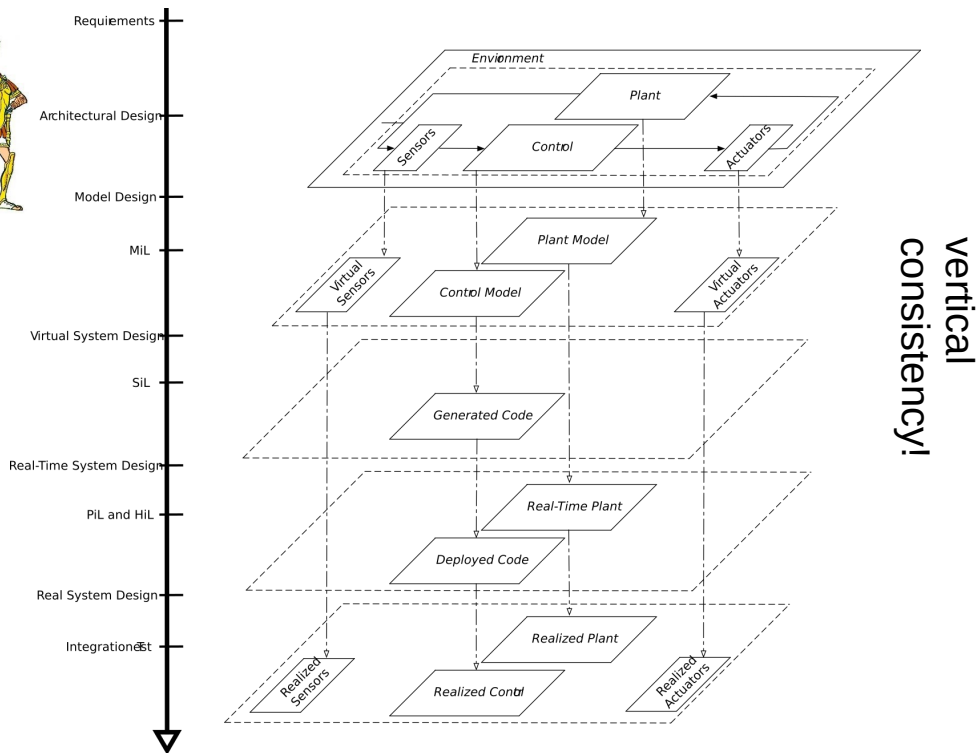 Requirements
Architectural Design
Model Design
MiL
Virtual System Design
SiL
Real-Time System Design
PiL and HiL
Real System Design
Integration Test
Environment
Plant
Sensors
Control
Actuators
Plant Model
Virtual
Sensors
Control Model
Virtual
Actuators
Generated Code
Real-Time Plant
Deployed Code
Realized Plant
Realized
Sensors
Realized Control
Realized
Actuators
vertical
consistency!